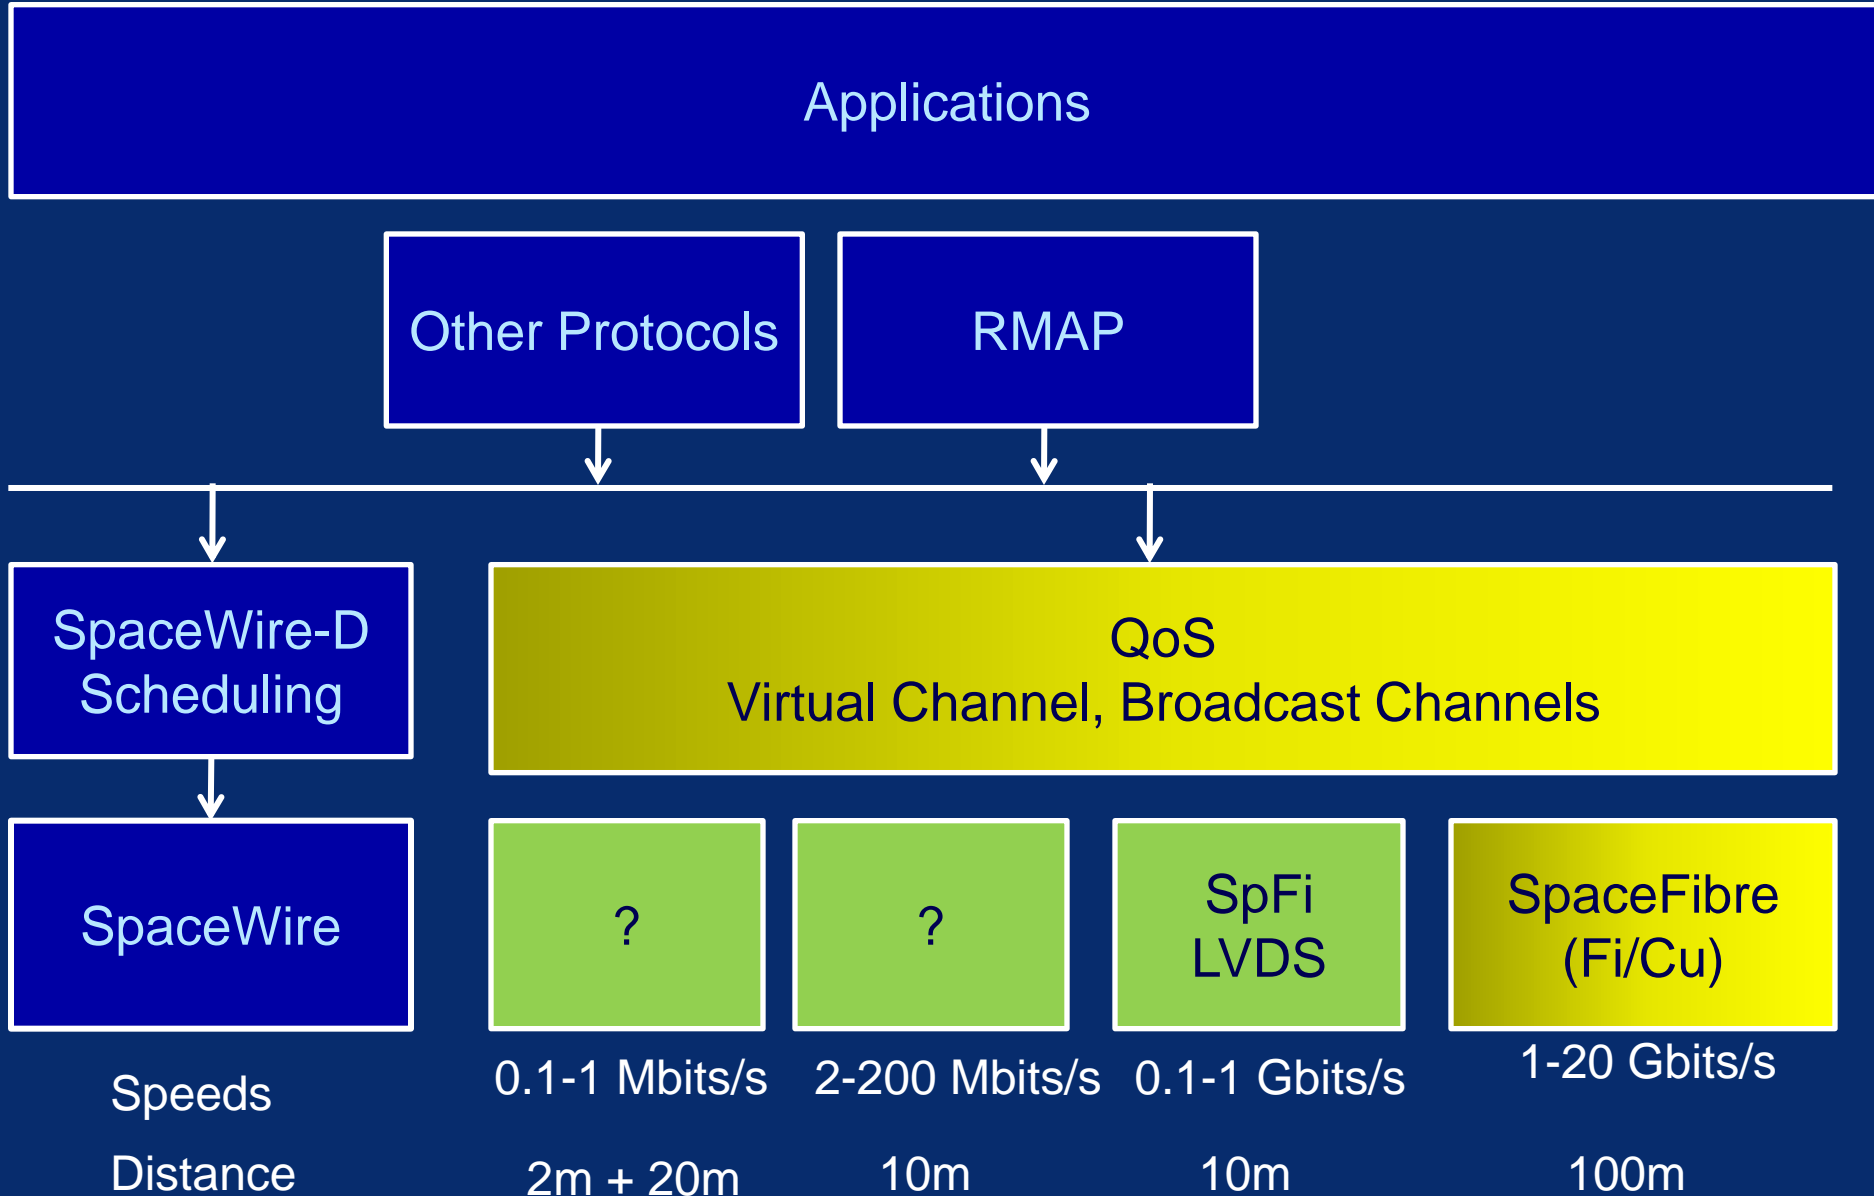 Applications
Other Protocols
RMAP
SpaceWire-D
Scheduling
QoS
Virtual Channel, Broadcast Channels
SpaceWire
?
?
SpFi
LVDS
SpaceFibre
(Fi/Cu)
Speeds
0.1-1 Mbits/s
2-200 Mbits/s
0.1-1 Gbits/s
1-20 Gbits/s
Distance
2m + 20m
10m
10m
100m